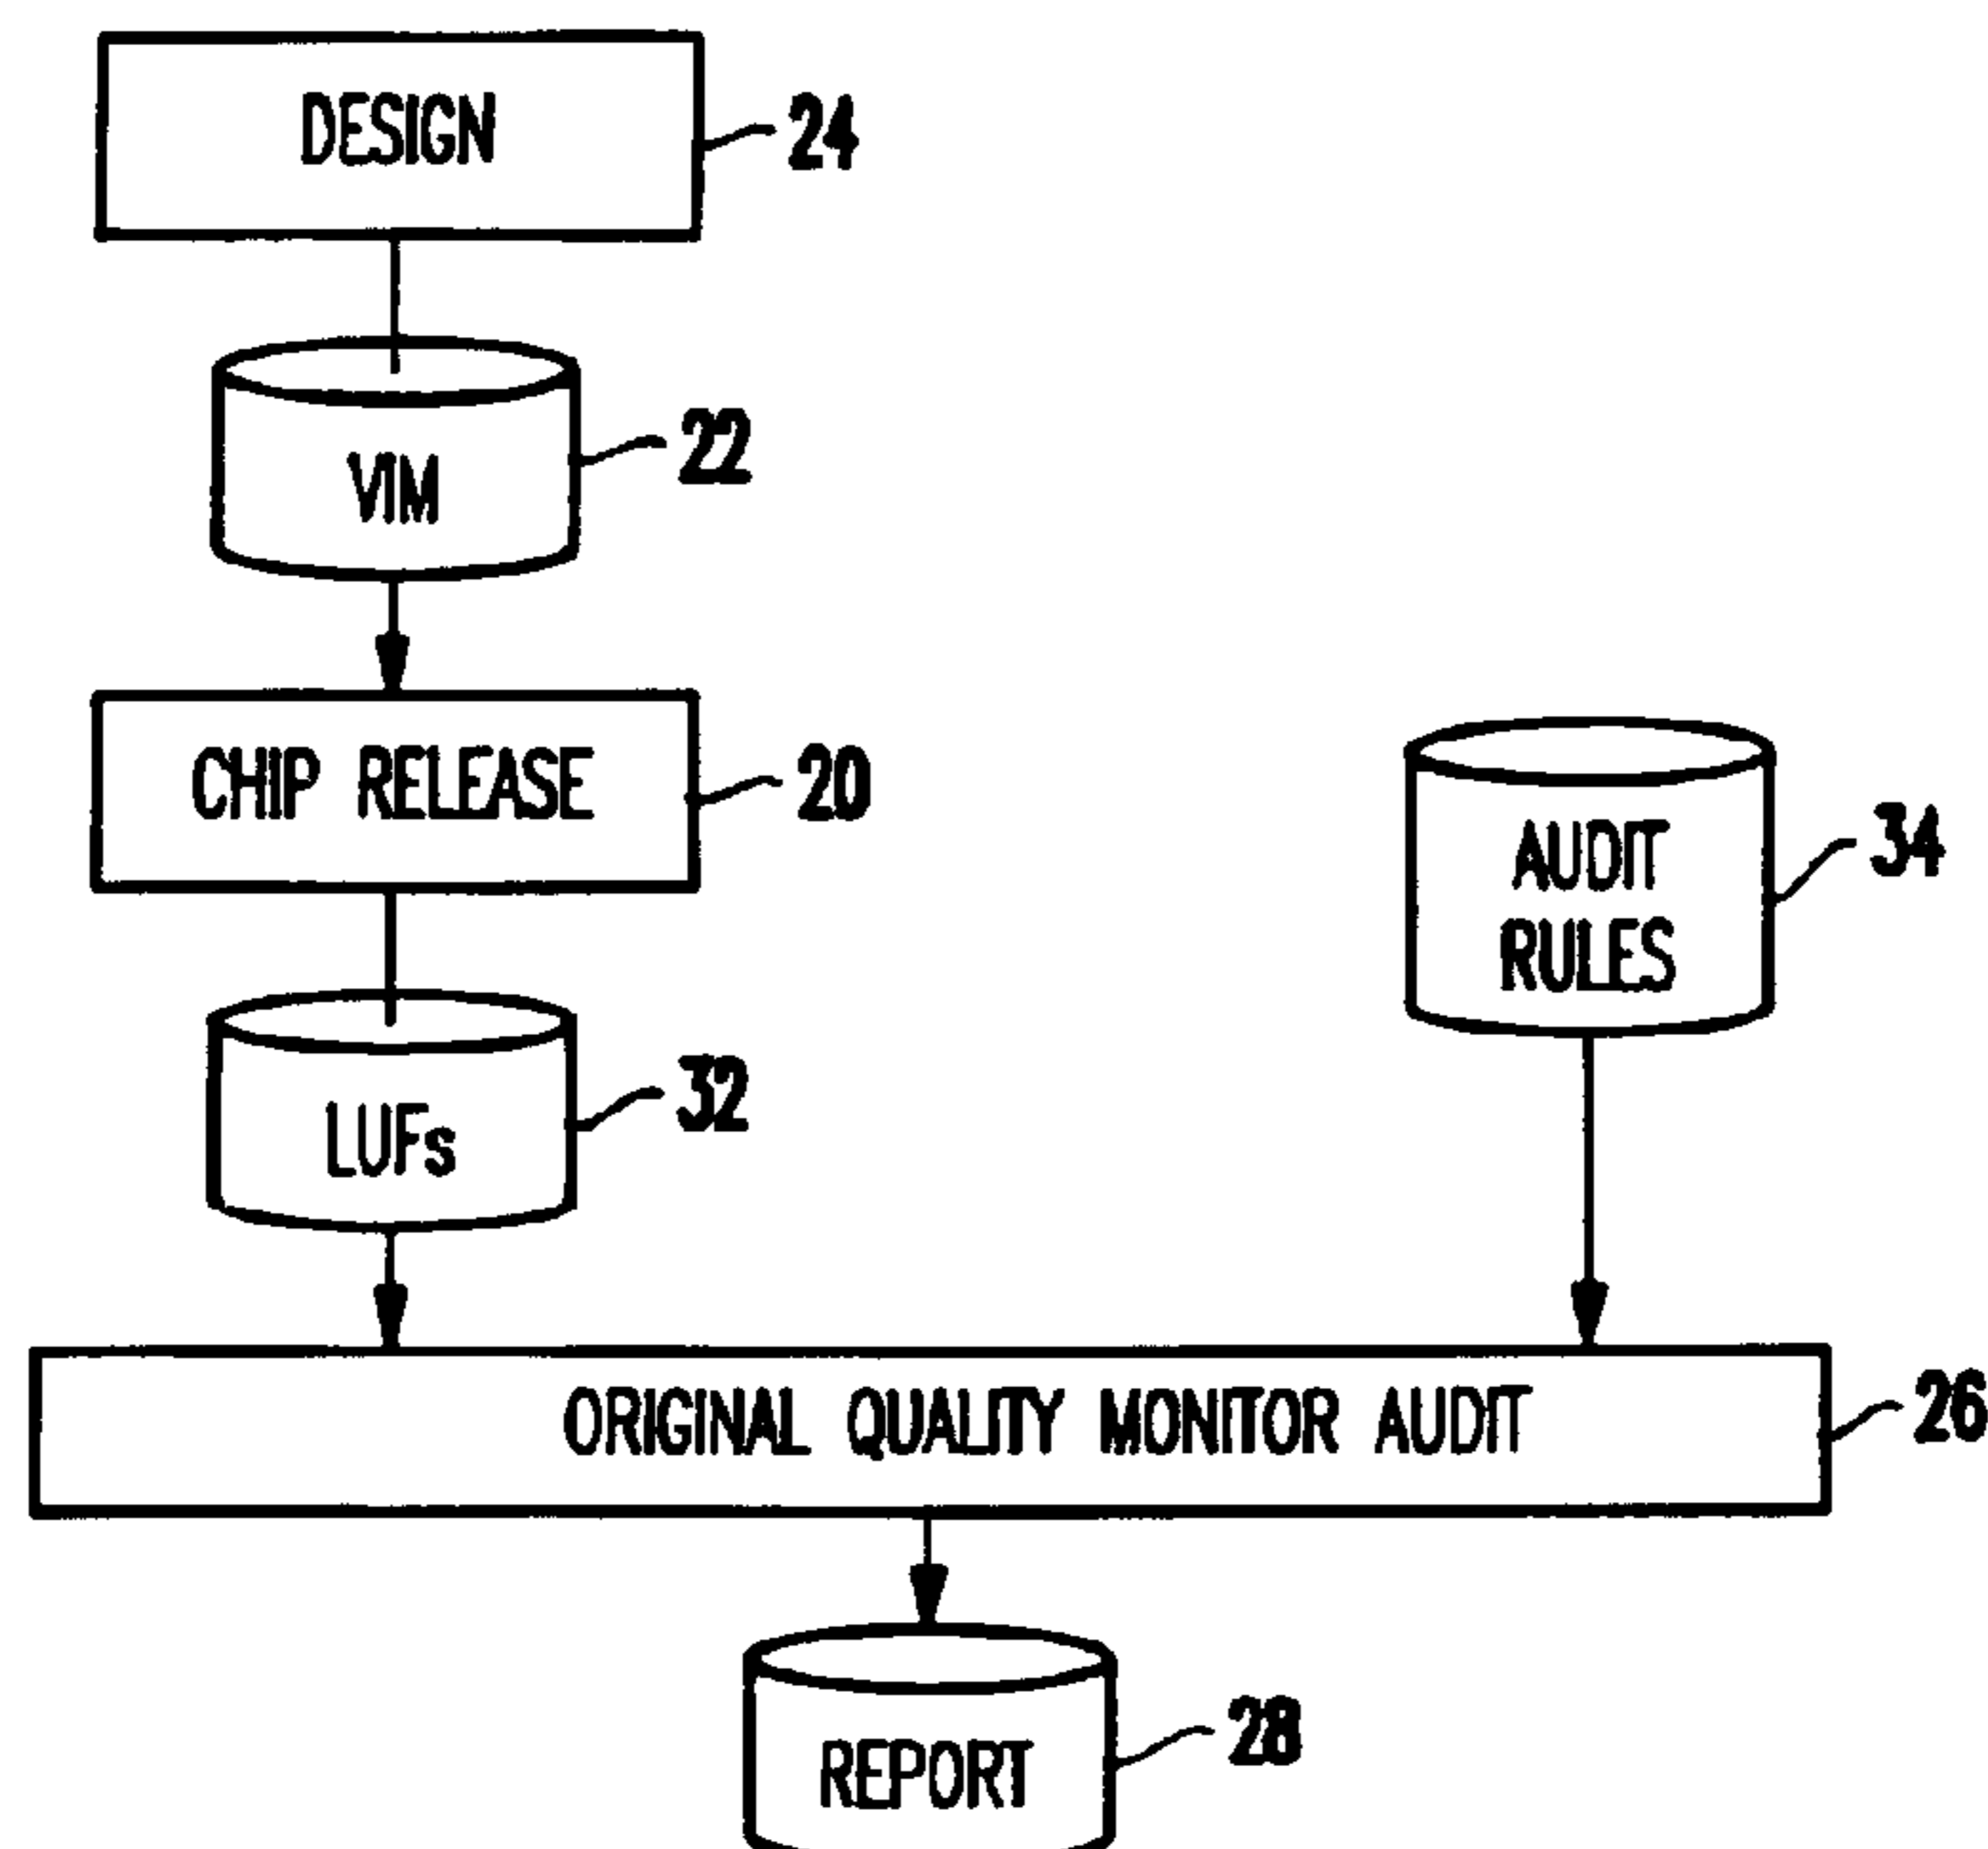 DESIGN
24
VIM
22
CHIP RELEASE
20
AUDIT
RULES
34
LUFs
32
ORIGINAL QUALITY MONITOR AUDIT
26
REPORT
28